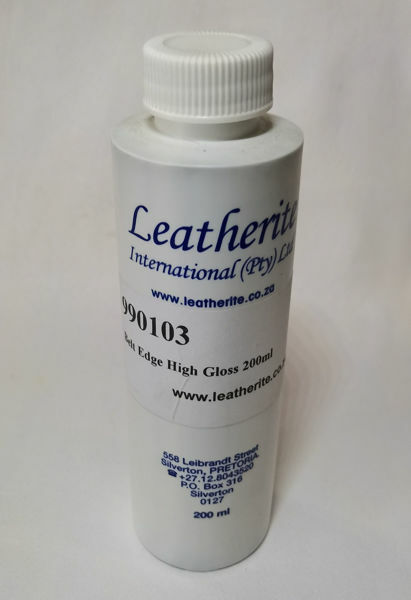 Leatherite
International (Pty) Ltd
www.leatherite.co.za
990103
Belt Edge High Gloss 200ml
www.leatherite.co.
558 Leibrandt Street
Silverton, PRETORIA
☎ +27.12.8043520
P.O. Box 316
Silverton
0127
200 ml